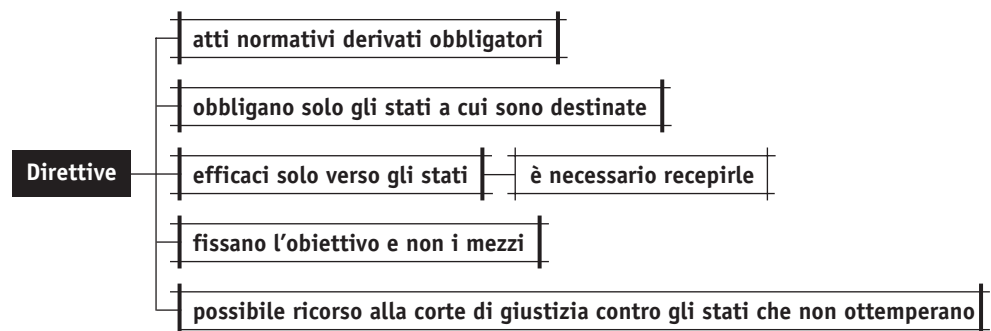 atti normativi derivati obbligatori
obbligano solo gli stati a cui sono destinate
Direttive
efficaci solo verso gli stati
è necessario recepirle
fissano l'obiettivo e non i mezzi
possibile ricorso alla corte di giustizia contro gli stati che non ottemperano